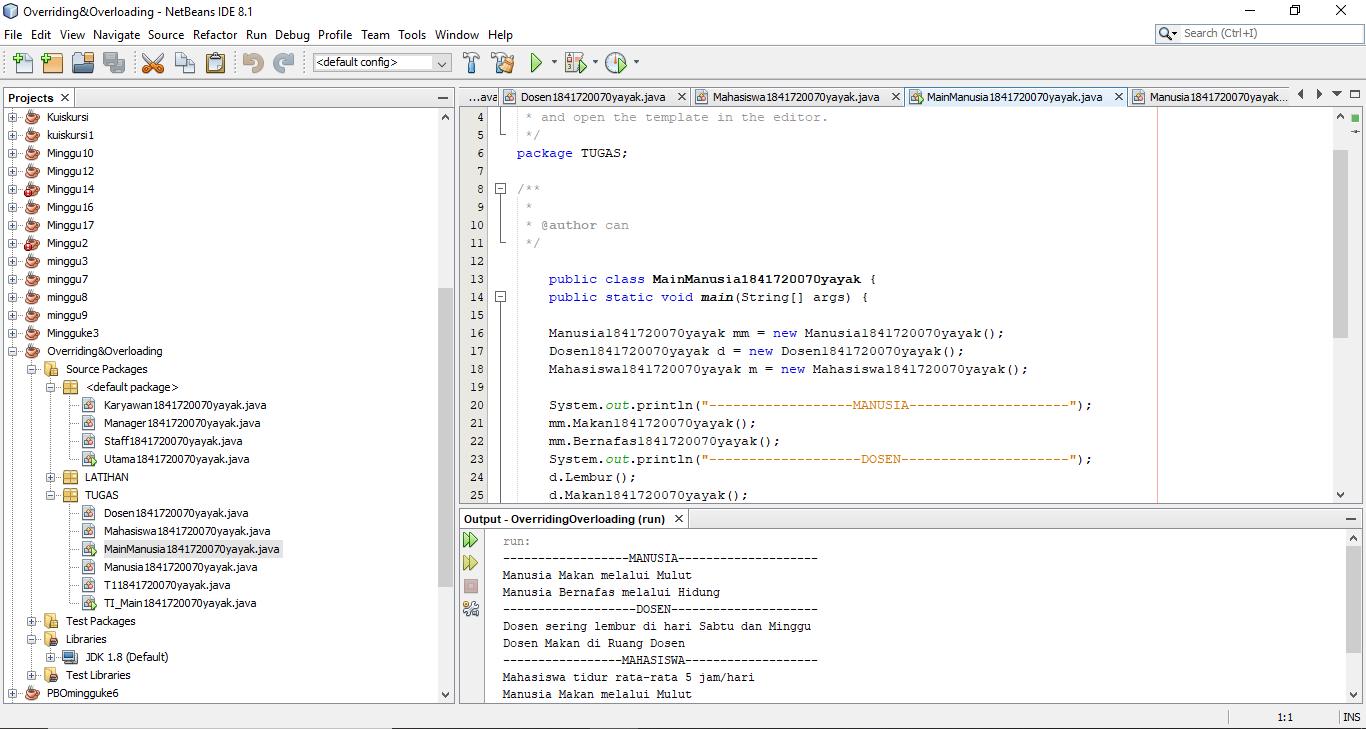 Overriding&Overloading - NetBeans IDE 8.1
File Edit View Navigate Source Refactor Run Debug Profile Team Tools Window Help
Search (Ctrl+I)
<default config>
Projects
Kuiskursi
kuiskursi1
Minggu10
Minggu12
Minggu14
Minggu16
Minggu17
Minggu2
minggu3
minggu7
minggu8
minggu9
Mingguke3
Overriding&Overloading
Source Packages
<default package>
Karyawan1841720070yayak.java
Manager1841720070yayak.java
Staff1841720070yayak.java
Utama1841720070yayak.java
LATIHAN
TUGAS
Dosen1841720070yayak.java
Mahasiswa1841720070yayak.java
MainManusia1841720070yayak.java
Manusia1841720070yayak.java
T11841720070yayak.java
TI_Main1841720070yayak.java
Test Packages
Libraries
JDK 1.8 (Default)
Test Libraries
PBOmingguke6
...ava Dosen1841720070yayak.java Mahasiswa1841720070yayak.java MainManusia1841720070yayak.java Manusia1841720070yayak...
4 * and open the template in the editor.
5 */
6 package TUGAS;
7
8 /**
9 *
10 * @author can
11 */
12
13 public class MainManusia1841720070yayak {
14 public static void main(String[] args) {
15
16 Manusia1841720070yayak mm = new Manusia1841720070yayak();
17 Dosen1841720070yayak d = new Dosen1841720070yayak();
18 Mahasiswa1841720070yayak m = new Mahasiswa1841720070yayak();
19
20 System.out.println("------------------MANUSIA--------------------");
21 mm.Makan1841720070yayak();
22 mm.Bernafas1841720070yayak();
23 System.out.println("-------------------DOSEN---------------------");
24 d.Lembur();
25 d.Makan1841720070yayak();
Output - OverridingOverloading (run)
run:
------------------MANUSIA--------------------
Manusia Makan melalui Mulut
Manusia Bernafas melalui Hidung
-------------------DOSEN---------------------
Dosen sering lembur di hari Sabtu dan Minggu
Dosen Makan di Ruang Dosen
-----------------MAHASISWA-------------------
Mahasiswa tidur rata-rata 5 jam/hari
Manusia Makan melalui Mulut
1:1 INS